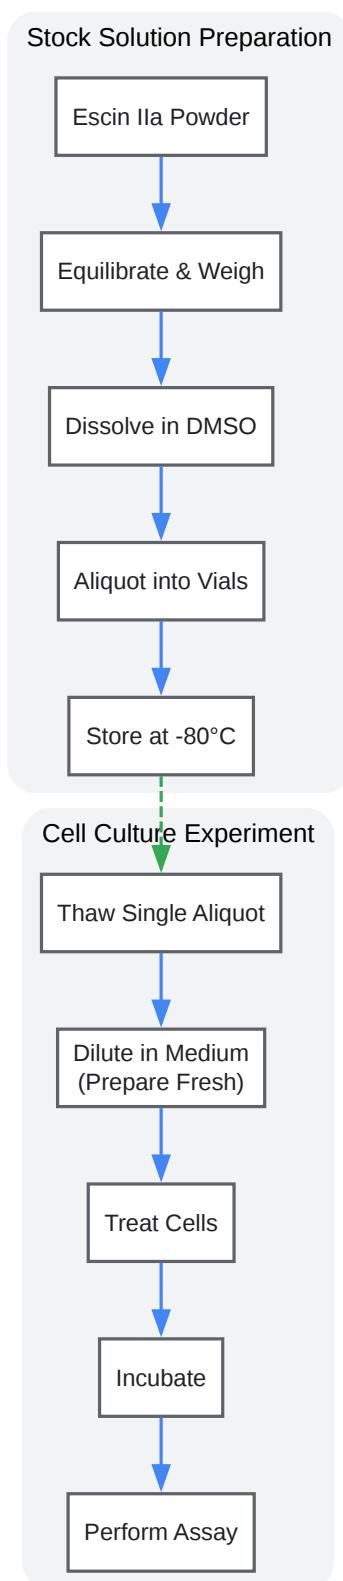 Stock Solution Preparation
Escin IIa Powder
Equilibrate & Weigh
Dissolve in DMSO
Aliquot into Vials
Store at -80°C
Cell Culture Experiment
Thaw Single Aliquot
Dilute in Medium
(Prepare Fresh)
Treat Cells
Incubate
Perform Assay